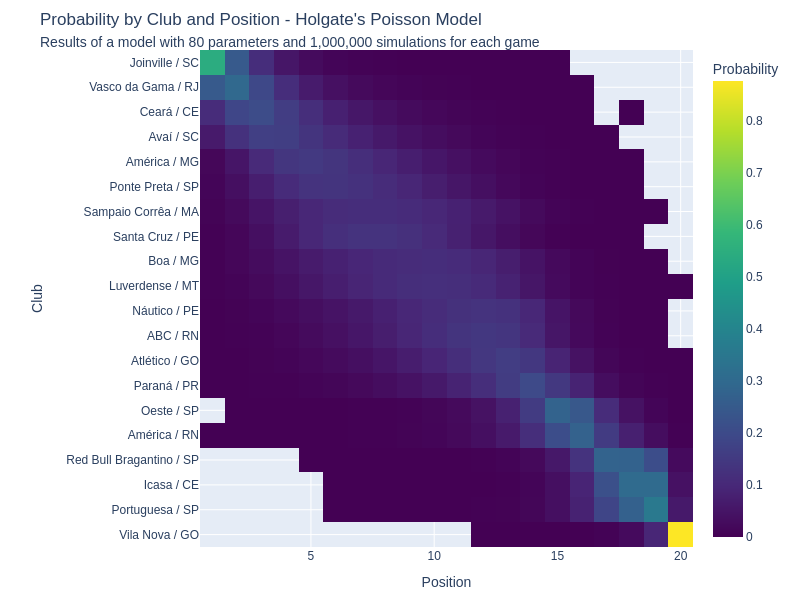 Probability by Club and Position - Holgate's Poisson Model
Results of a model with 80 parameters and 1,000,000 simulations for each game
Probability
Joinville / SC
Vasco da Gama / RJ
Ceará / CE
Avaí / SC
América / MG
Ponte Preta / SP
Sampaio Corrêa / MA
Santa Cruz / PE
Boa / MG
Luverdense / MT
Náutico / PE
ABC / RN
Atlético / GO
Paraná / PR
Oeste / SP
América / RN
Red Bull Bragantino / SP
Icasa / CE
Portuguesa / SP
Vila Nova / GO
Club
5
10
15
20
Position
0.8
0.7
0.6
0.5
0.4
0.3
0.2
0.1
0